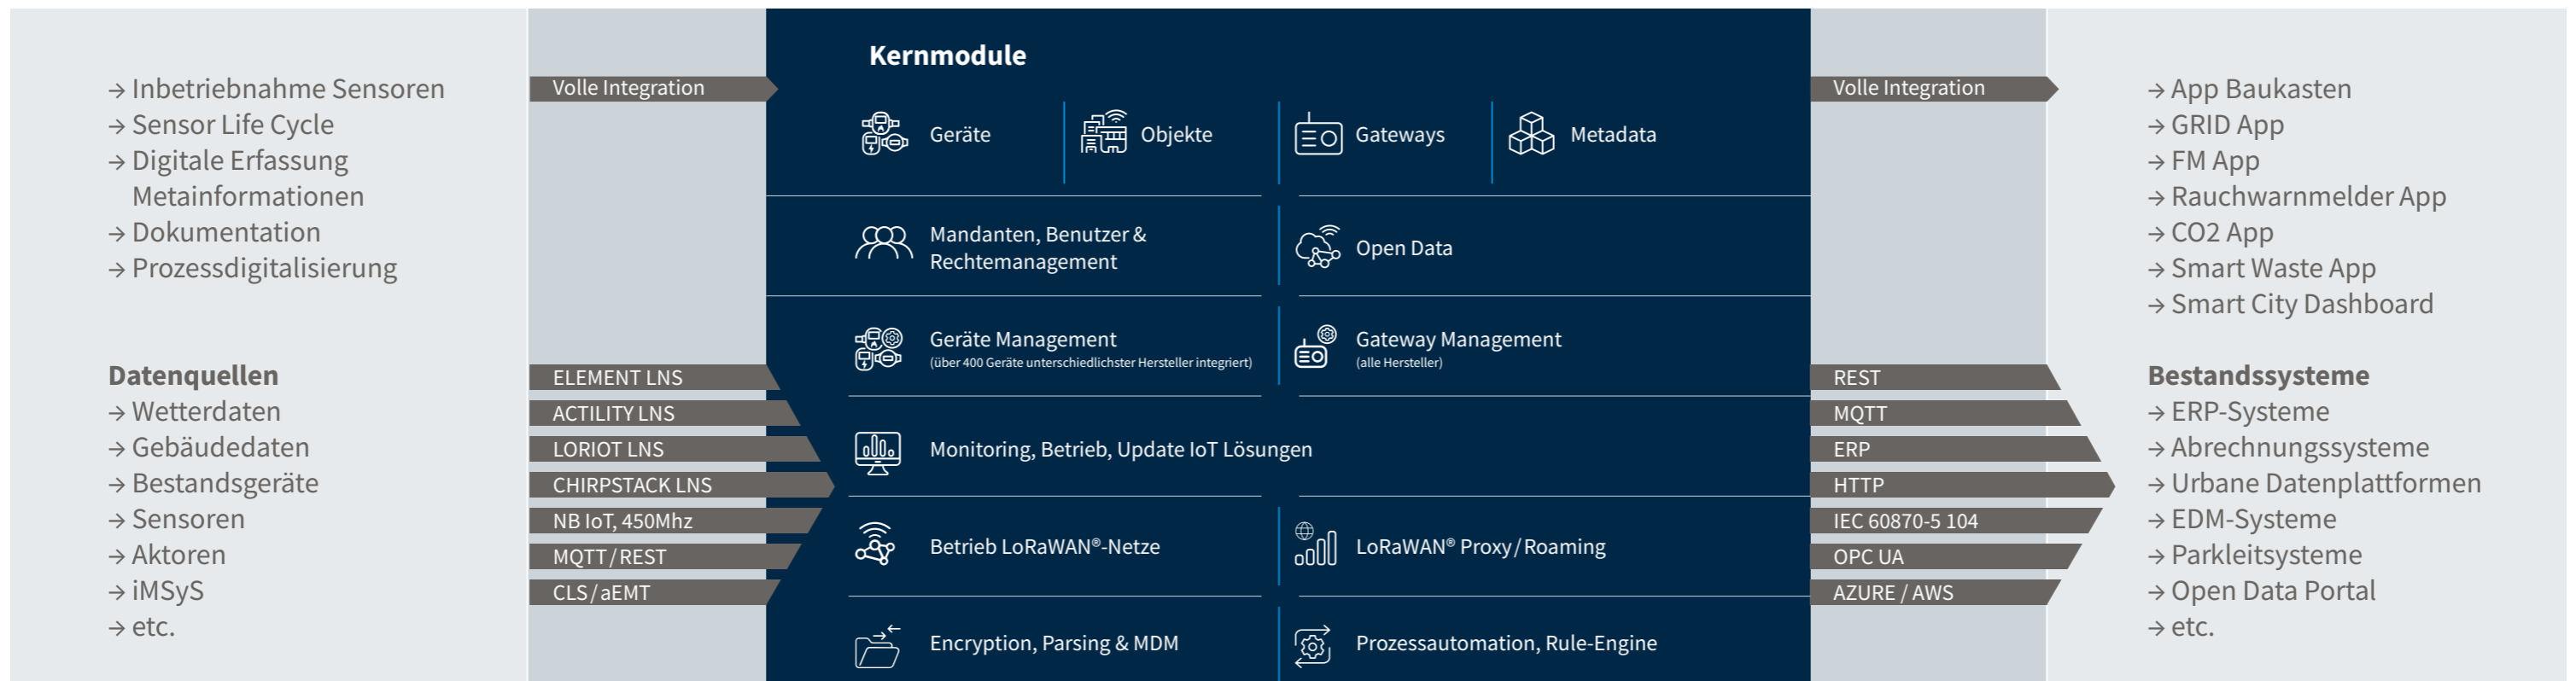 → Inbetriebnahme Sensoren
→ Sensor Life Cycle
→ Digitale Erfassung
Metainformationen
→ Dokumentation
→ Prozessdigitalisierung
Datenquellen
→ Wetterdaten
→ Gebäudedaten
→ Bestandsgeräte
→ Sensoren
→ Aktoren
→ iMSyS
→ etc.
Volle Integration
ELEMENT LNS
ACTILITY LNS
LORIOT LNS
CHIRPSTACK LNS
NB IoT, 450Mhz
MQTT / REST
CLS / aEMT
Kernmodule
Geräte
Objekte
Gateways
Metadata
Mandanten, Benutzer &
Rechtemanagement
Open Data
Geräte Management
(über 400 Geräte unterschiedlichster Hersteller integriert)
Gateway Management
(alle Hersteller)
Monitoring, Betrieb, Update IoT Lösungen
Betrieb LoRaWAN®-Netze
LoRaWAN® Proxy / Roaming
Encryption, Parsing & MDM
Prozessautomation, Rule-Engine
Volle Integration
REST
MQTT
ERP
HTTP
IEC 60870-5 104
OPC UA
AZURE / AWS
→ App Baukasten
→ GRID App
→ FM App
→ Rauchwarnmelder App
→ CO2 App
→ Smart Waste App
→ Smart City Dashboard
Bestandssysteme
→ ERP-Systeme
→ Abrechnungssysteme
→ Urbane Datenplattformen
→ EDM-Systeme
→ Parkleitsysteme
→ Open Data Portal
→ etc.